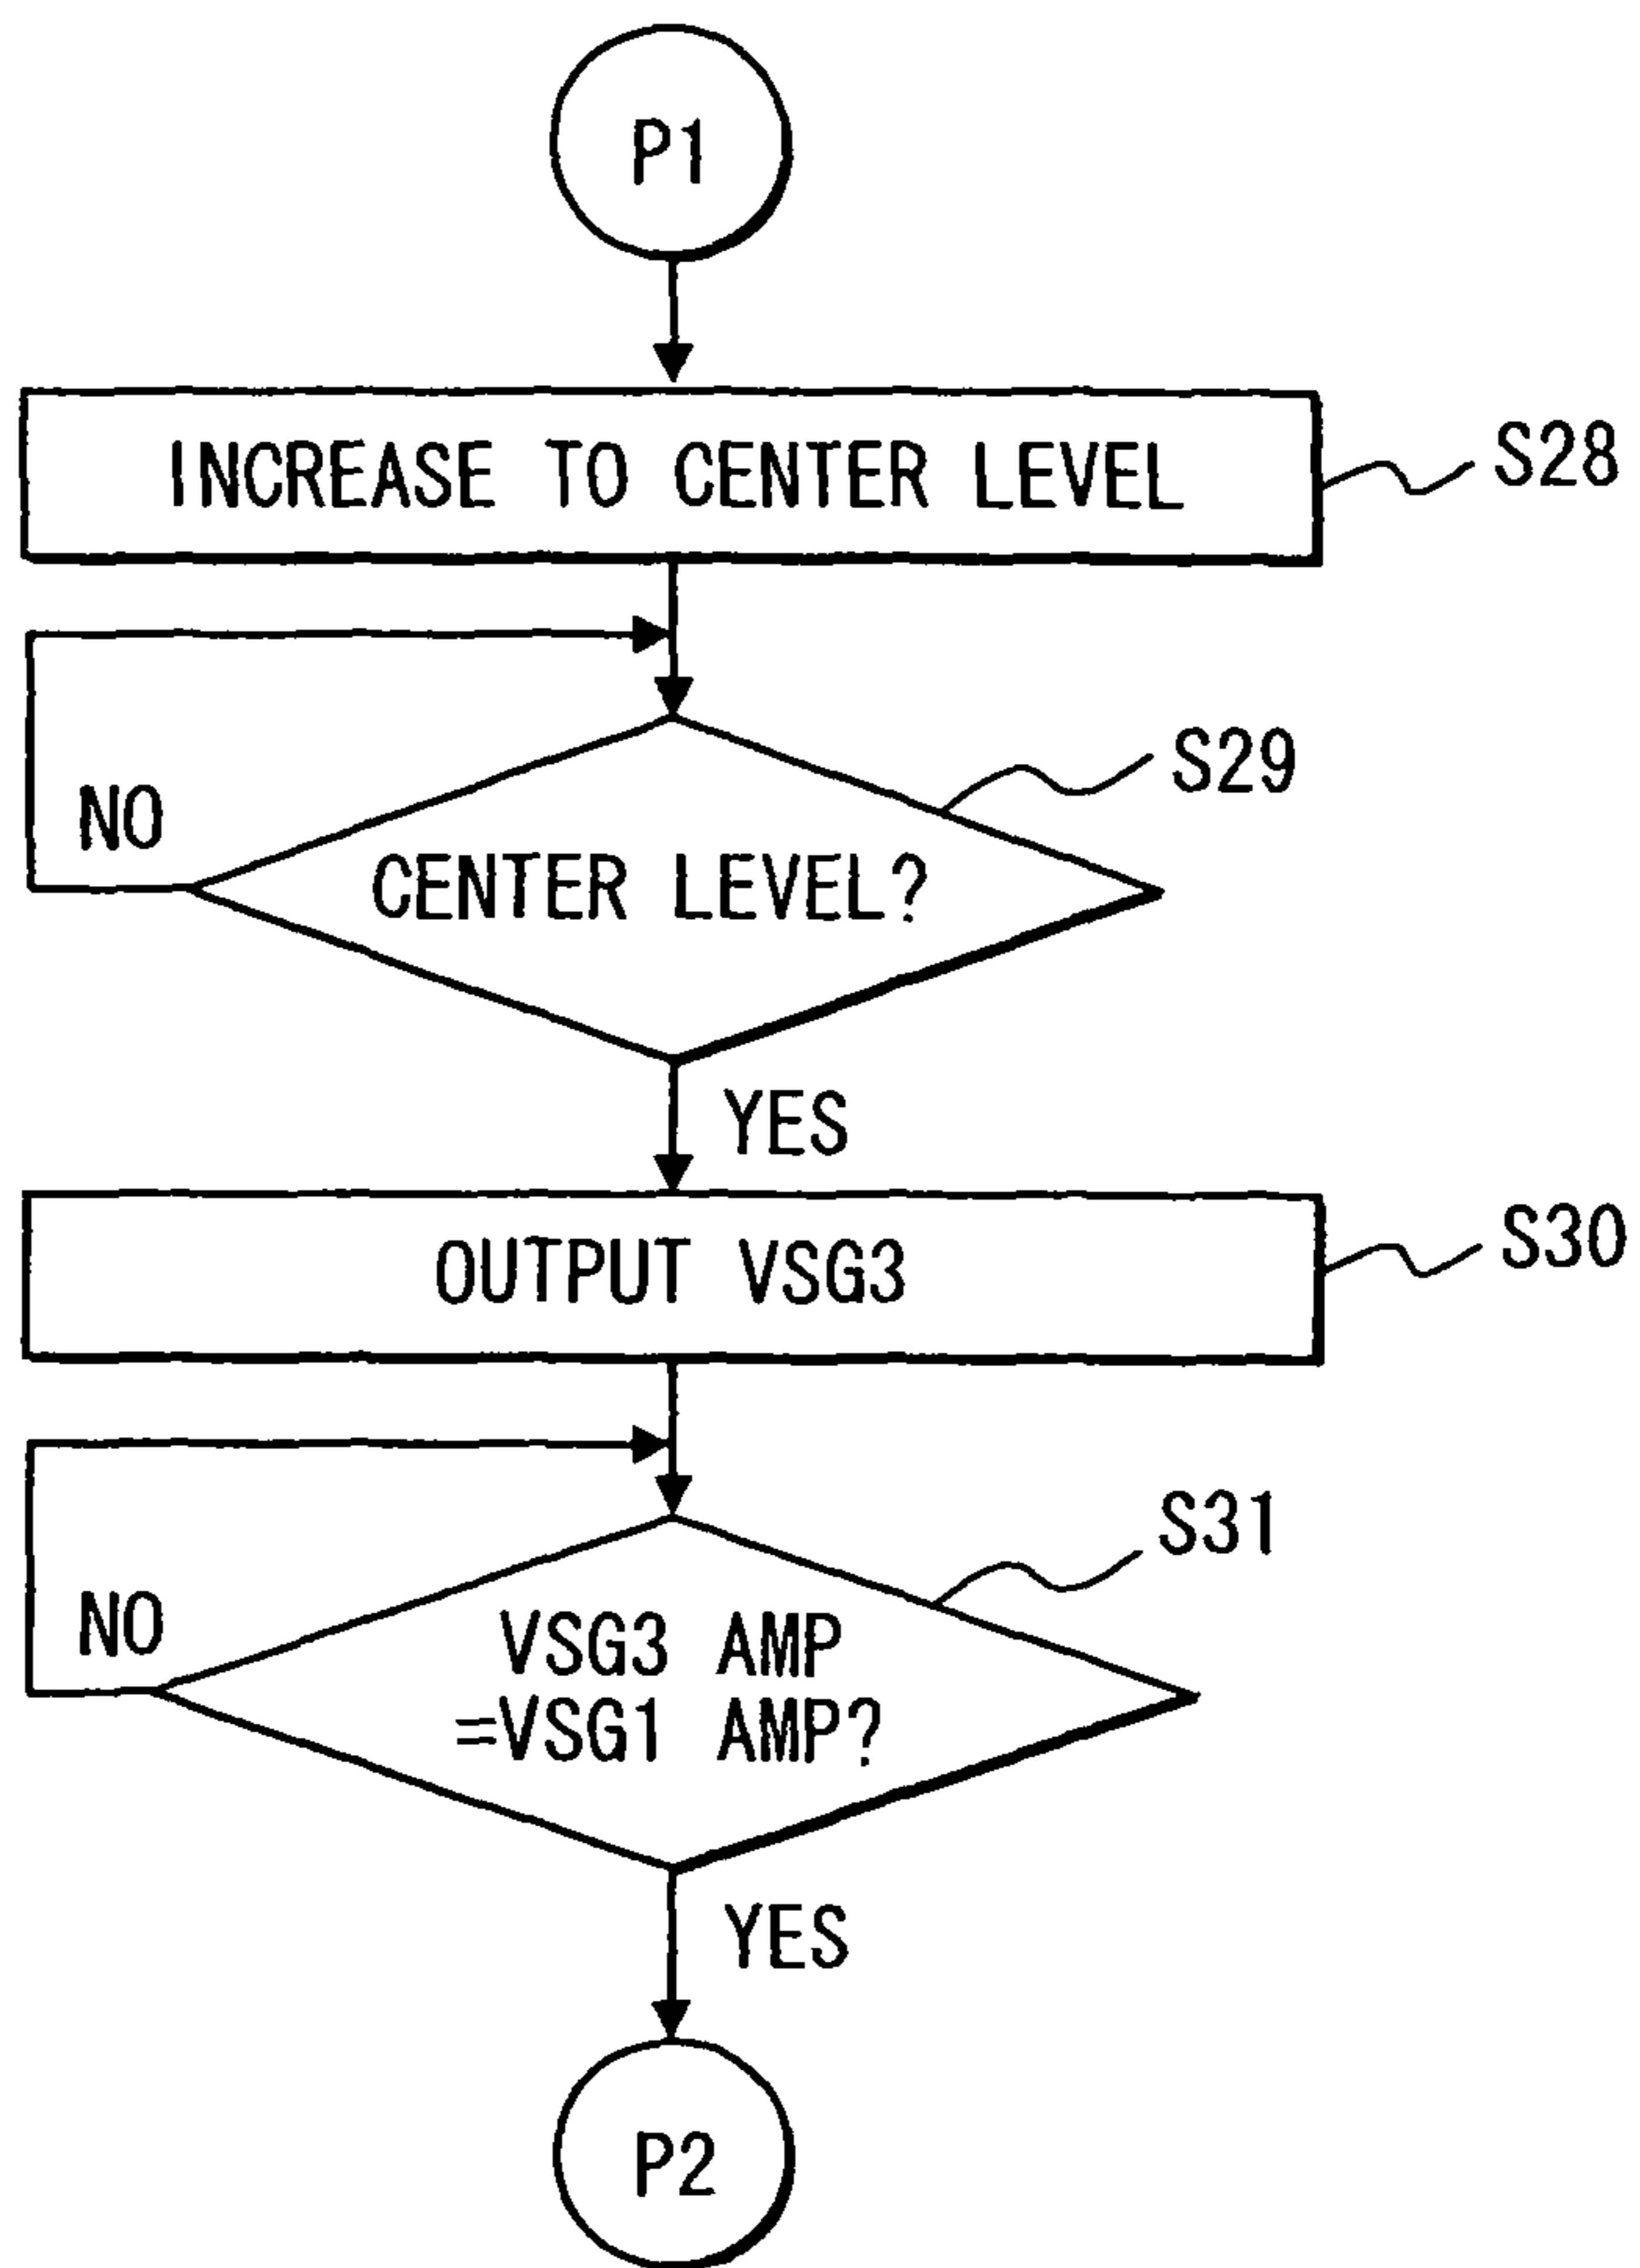 P1
INCREASE TO CENTER LEVEL
S28
S29
NO
CENTER LEVEL?
YES
OUTPUT VSG3
S30
S31
NO
VSG3 AMP
=VSG1 AMP?
YES
P2